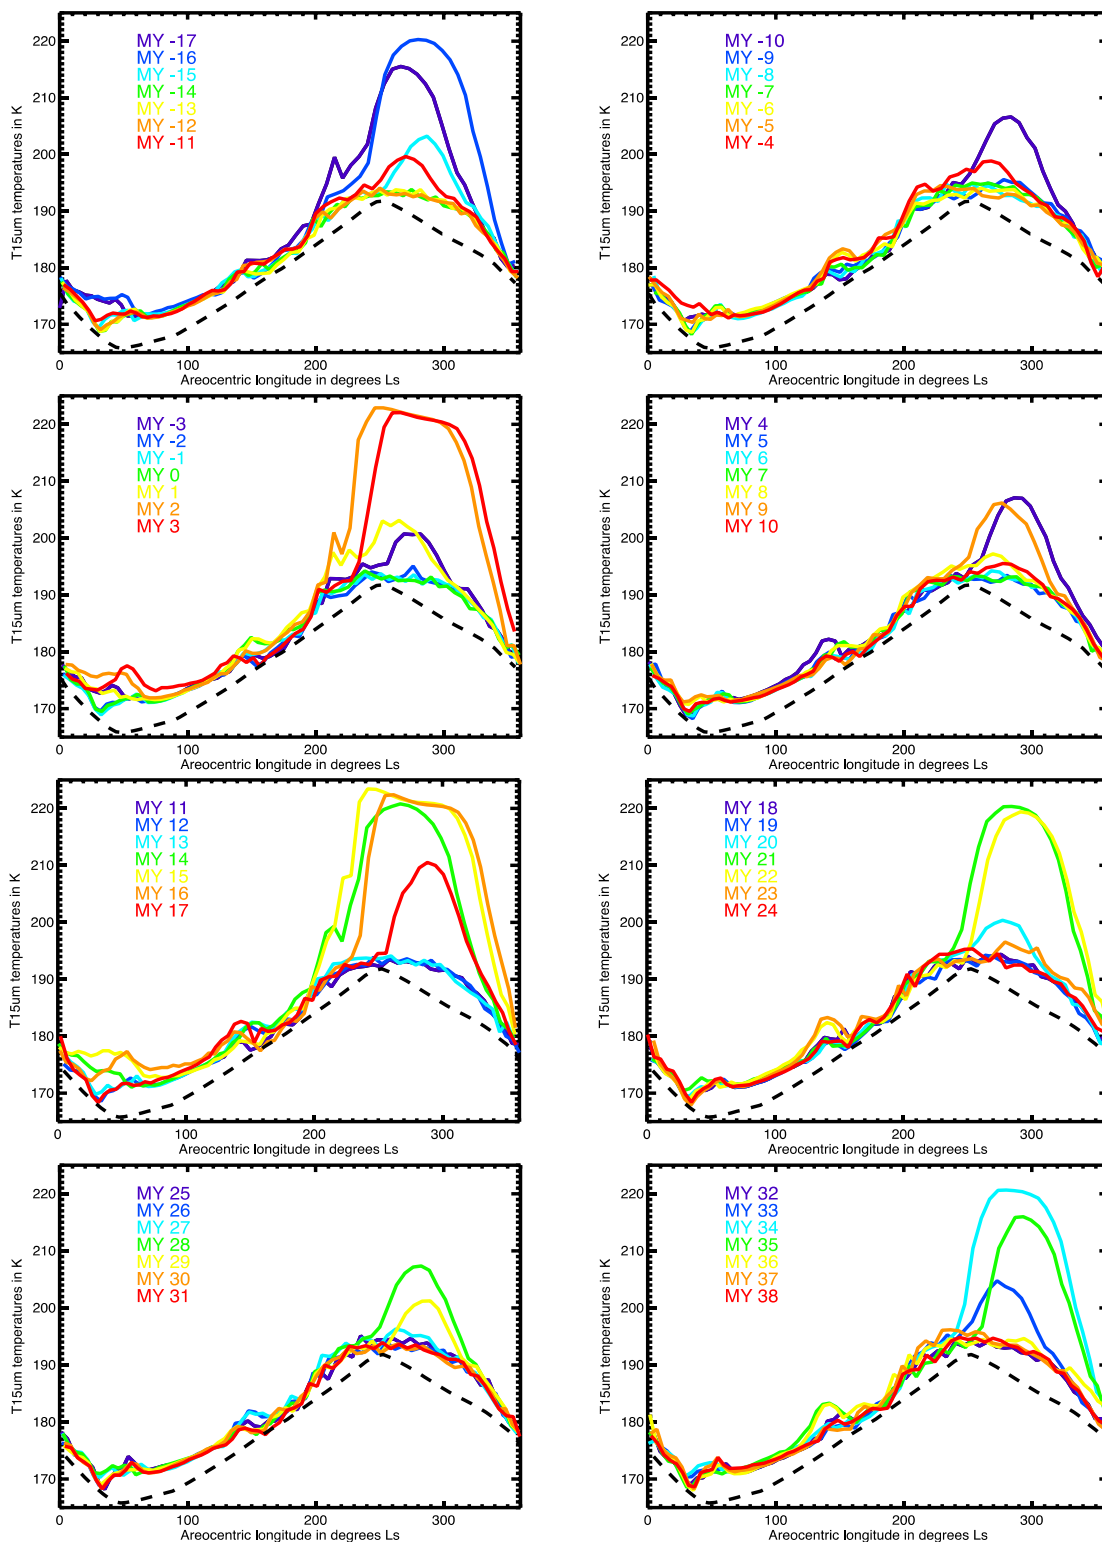 T15um temperatures in K
220
210
200
190
180
170
MY -17
MY -16
MY -15
MY -14
MY -13
MY -12
MY -11
0 100 200 300
Areocentric longitude in degrees Ls
T15um temperatures in K
220
210
200
190
180
170
MY -10
MY -9
MY -8
MY -7
MY -6
MY -5
MY -4
0 100 200 300
Areocentric longitude in degrees Ls
T15um temperatures in K
220
210
200
190
180
170
MY -3
MY -2
MY -1
MY 0
MY 1
MY 2
MY 3
0 100 200 300
Areocentric longitude in degrees Ls
T15um temperatures in K
220
210
200
190
180
170
MY 4
MY 5
MY 6
MY 7
MY 8
MY 9
MY 10
0 100 200 300
Areocentric longitude in degrees Ls
T15um temperatures in K
220
210
200
190
180
170
MY 11
MY 12
MY 13
MY 14
MY 15
MY 16
MY 17
0 100 200 300
Areocentric longitude in degrees Ls
T15um temperatures in K
220
210
200
190
180
170
MY 18
MY 19
MY 20
MY 21
MY 22
MY 23
MY 24
0 100 200 300
Areocentric longitude in degrees Ls
T15um temperatures in K
220
210
200
190
180
170
MY 25
MY 26
MY 27
MY 28
MY 29
MY 30
MY 31
0 100 200 300
Areocentric longitude in degrees Ls
T15um temperatures in K
220
210
200
190
180
170
MY 32
MY 33
MY 34
MY 35
MY 36
MY 37
MY 38
0 100 200 300
Areocentric longitude in degrees Ls